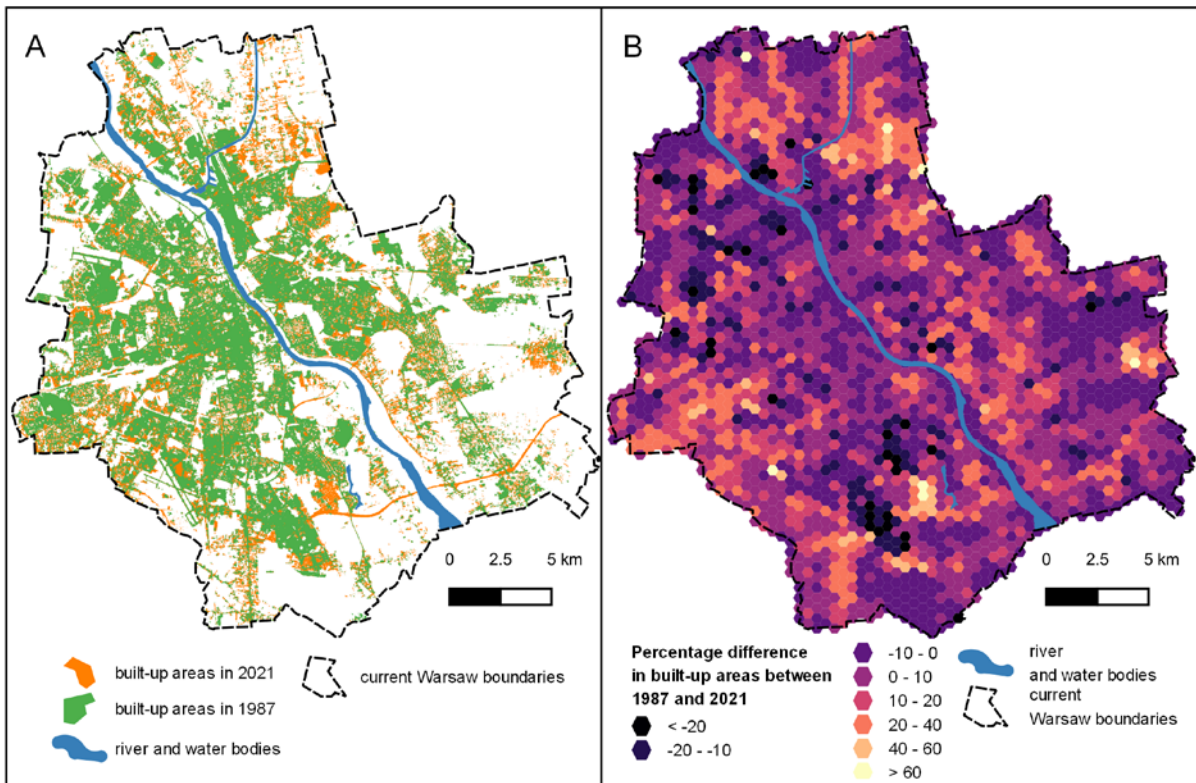 A
0 2.5 5 km
built-up areas in 2021
built-up areas in 1987
river and water bodies
current Warsaw boundaries
B
0 2.5 5 km
Percentage difference
in built-up areas between
1987 and 2021
< -20
-20 - -10
-10 - 0
0 - 10
10 - 20
20 - 40
40 - 60
> 60
river
and water bodies
current
Warsaw boundaries